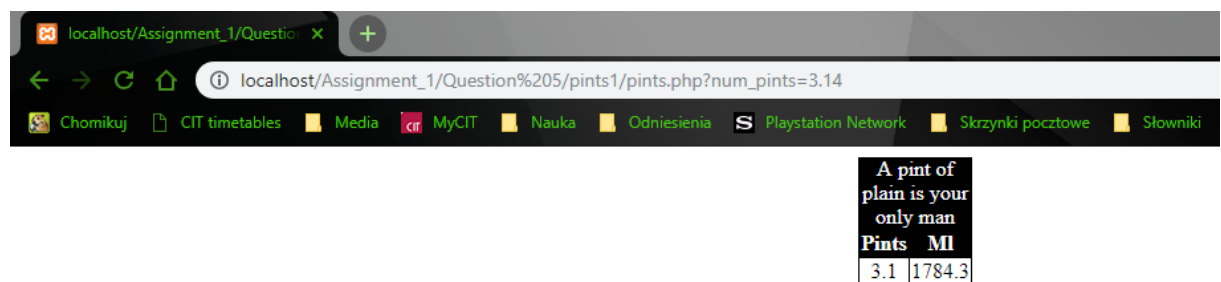 localhost/Assignment_1/Questio
localhost/Assignment_1/Question%205/pints1/pints.php?num_pints=3.14
Chomikuj CIT timetables Media CIT MyCIT Nauka Odniesienia S Playstation Network Skrzynki pocztowe Słowniki
A pint of
plain is your
only man
Pints Ml
3.1 1784.3